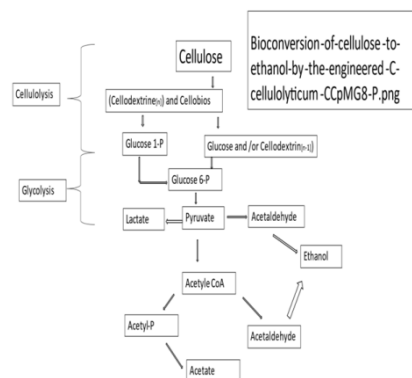 Cellulose
Bioconversion-of-cellulose-to-
ethanol-by-the-engineered-C-
cellulolyticum-CCpMG8-P.png
Cellulolysis
(Cellodextrine(n)) and Cellobios
Glucose 1-P
Glucose and /or Cellodextrin(n-1))
Glycolysis
Glucose 6-P
Lactate
Pyruvate
Acetaldehyde
Ethanol
Acetyle CoA
Acetyl-P
Acetaldehyde
Acetate